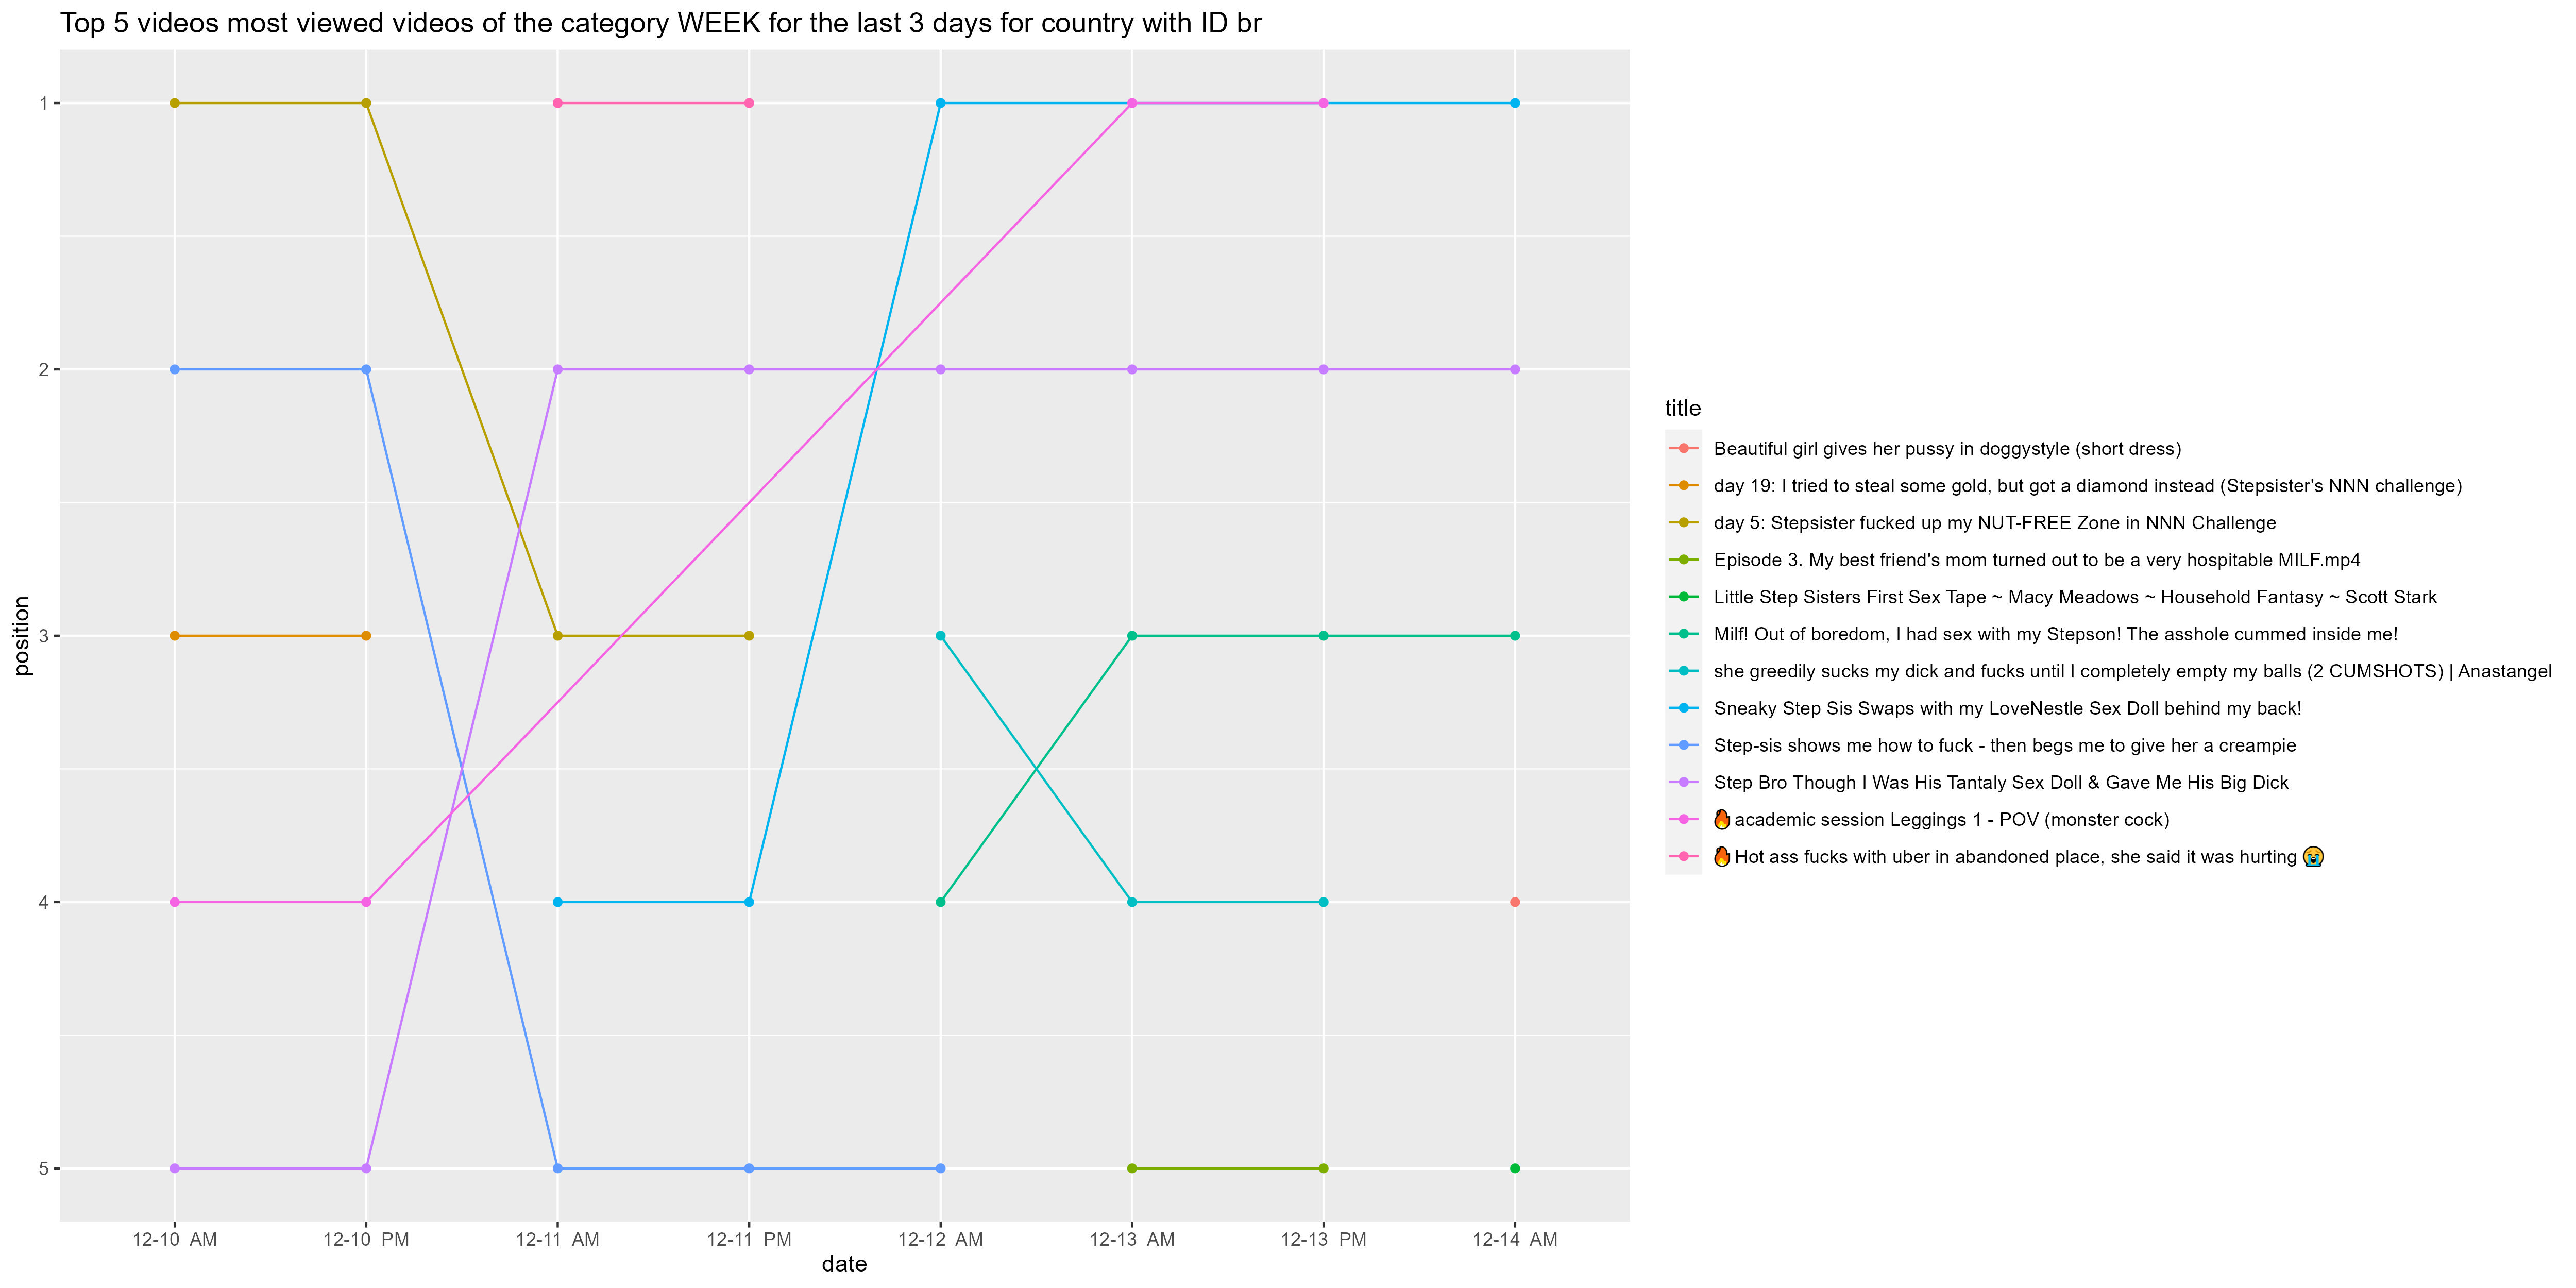 Top 5 videos most viewed videos of the category WEEK for the last 3 days for country with ID br
position
1
2
3
4
5
12-10 AM
12-10 PM
12-11 AM
12-11 PM
12-12 AM
12-13 AM
12-13 PM
12-14 AM
date
title
Beautiful girl gives her pussy in doggystyle (short dress)
day 19: I tried to steal some gold, but got a diamond instead (Stepsister's NNN challenge)
day 5: Stepsister fucked up my NUT-FREE Zone in NNN Challenge
Episode 3. My best friend's mom turned out to be a very hospitable MILF.mp4
Little Step Sisters First Sex Tape ~ Macy Meadows ~ Household Fantasy ~ Scott Stark
Milf! Out of boredom, I had sex with my Stepson! The asshole cummed inside me!
she greedily sucks my dick and fucks until I completely empty my balls (2 CUMSHOTS) | Anastangel
Sneaky Step Sis Swaps with my LoveNestle Sex Doll behind my back!
Step-sis shows me how to fuck - then begs me to give her a creampie
Step Bro Though I Was His Tantaly Sex Doll & Gave Me His Big Dick
🔥academic session Leggings 1 - POV (monster cock)
🔥Hot ass fucks with uber in abandoned place, she said it was hurting 😭